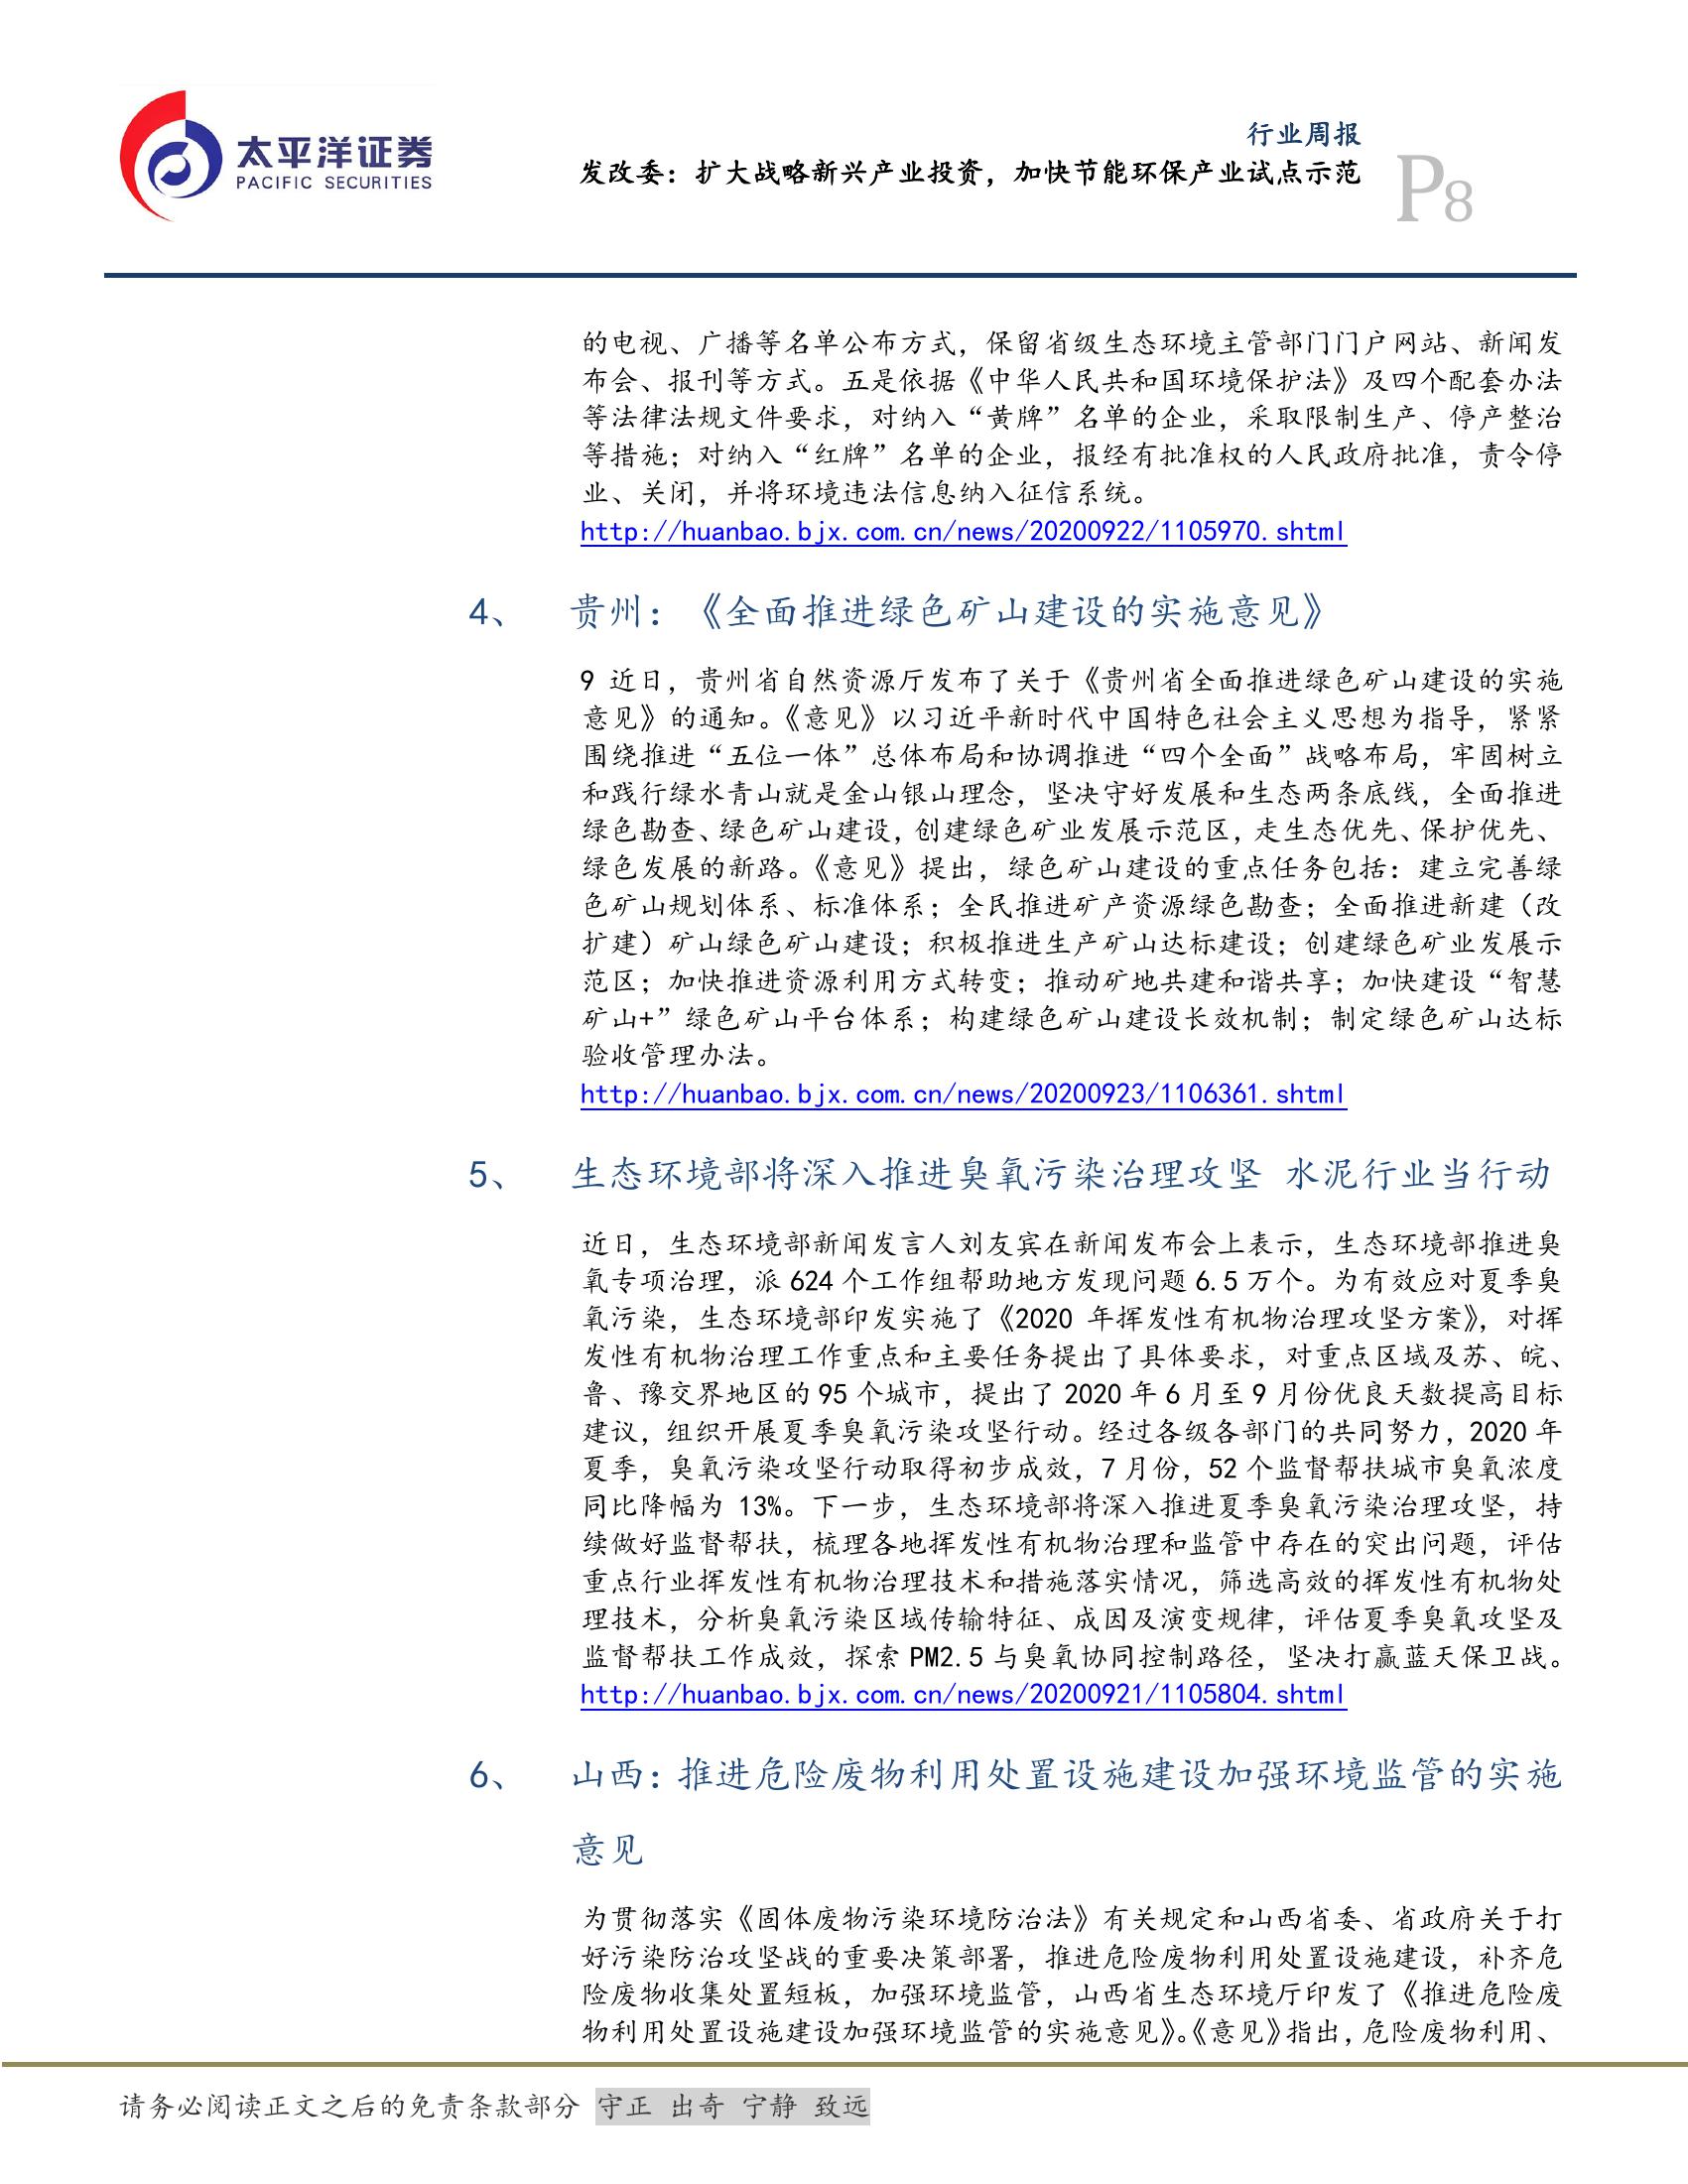 太平洋证券
PACIFIC SECURITIES
行业周报
发改委：扩大战略新兴产业投资，加快节能环保产业试点示范
P8
的电视、广播等名单公布方式，保留省级生态环境主管部门门户网站、新闻发
布会、报刊等方式。五是依据《中华人民共和国环境保护法》及四个配套办法
等法律法规文件要求，对纳入“黄牌”名单的企业，采取限制生产、停产整治
等措施；对纳入“红牌”名单的企业，报经有批准权的人民政府批准，责令停
业、关闭，并将环境违法信息纳入征信系统。
http://huanbao.bjx.com.cn/news/20200922/1105970.shtml
4、 贵州：《全面推进绿色矿山建设的实施意见》
9 近日，贵州省自然资源厅发布了关于《贵州省全面推进绿色矿山建设的实施
意见》的通知。《意见》以习近平新时代中国特色社会主义思想为指导，紧紧
围绕推进“五位一体”总体布局和协调推进“四个全面”战略布局，牢固树立
和践行绿水青山就是金山银山理念，坚决守好发展和生态两条底线，全面推进
绿色勘查、绿色矿山建设，创建绿色矿业发展示范区，走生态优先、保护优先、
绿色发展的新路。《意见》提出，绿色矿山建设的重点任务包括：建立完善绿
色矿山规划体系、标准体系；全民推进矿产资源绿色勘查；全面推进新建（改
扩建）矿山绿色矿山建设；积极推进生产矿山达标建设；创建绿色矿业发展示
范区；加快推进资源利用方式转变；推动矿地共建和谐共享；加快建设“智慧
矿山+”绿色矿山平台体系；构建绿色矿山建设长效机制；制定绿色矿山达标
验收管理办法。
http://huanbao.bjx.com.cn/news/20200923/1106361.shtml
5、 生态环境部将深入推进臭氧污染治理攻坚 水泥行业当行动
近日，生态环境部新闻发言人刘友宾在新闻发布会上表示，生态环境部推进臭
氧专项治理，派 624 个工作组帮助地方发现问题 6.5 万个。为有效应对夏季臭
氧污染，生态环境部印发实施了《2020 年挥发性有机物治理攻坚方案》，对挥
发性有机物治理工作重点和主要任务提出了具体要求，对重点区域及苏、皖、
鲁、豫交界地区的 95 个城市，提出了 2020 年 6 月至 9 月份优良天数提高目标
建议，组织开展夏季臭氧污染攻坚行动。经过各级各部门的共同努力，2020 年
夏季，臭氧污染攻坚行动取得初步成效，7 月份，52 个监督帮扶城市臭氧浓度
同比降幅为 13%。下一步，生态环境部将深入推进夏季臭氧污染治理攻坚，持
续做好监督帮扶，梳理各地挥发性有机物治理和监管中存在的突出问题，评估
重点行业挥发性有机物治理技术和措施落实情况，筛选高效的挥发性有机物处
理技术，分析臭氧污染区域传输特征、成因及演变规律，评估夏季臭氧攻坚及
监督帮扶工作成效，探索 PM2.5 与臭氧协同控制路径，坚决打赢蓝天保卫战。
http://huanbao.bjx.com.cn/news/20200921/1105804.shtml
6、 山西：推进危险废物利用处置设施建设加强环境监管的实施
意见
为贯彻落实《固体废物污染环境防治法》有关规定和山西省委、省政府关于打
好污染防治攻坚战的重要决策部署，推进危险废物利用处置设施建设，补齐危
险废物收集处置短板，加强环境监管，山西省生态环境厅印发了《推进危险废
物利用处置设施建设加强环境监管的实施意见》。《意见》指出，危险废物利用、
请务必阅读正文之后的免责条款部分 守正 出奇 宁静 致远